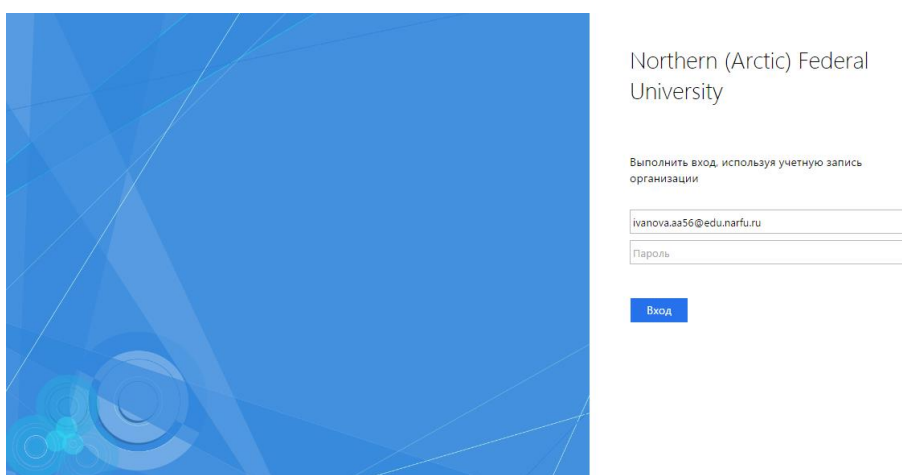 Northern (Arctic) Federal
University
Выполнить вход, используя учетную запись
организации
ivanova.aa56@edu.narfu.ru
Пароль
Вход